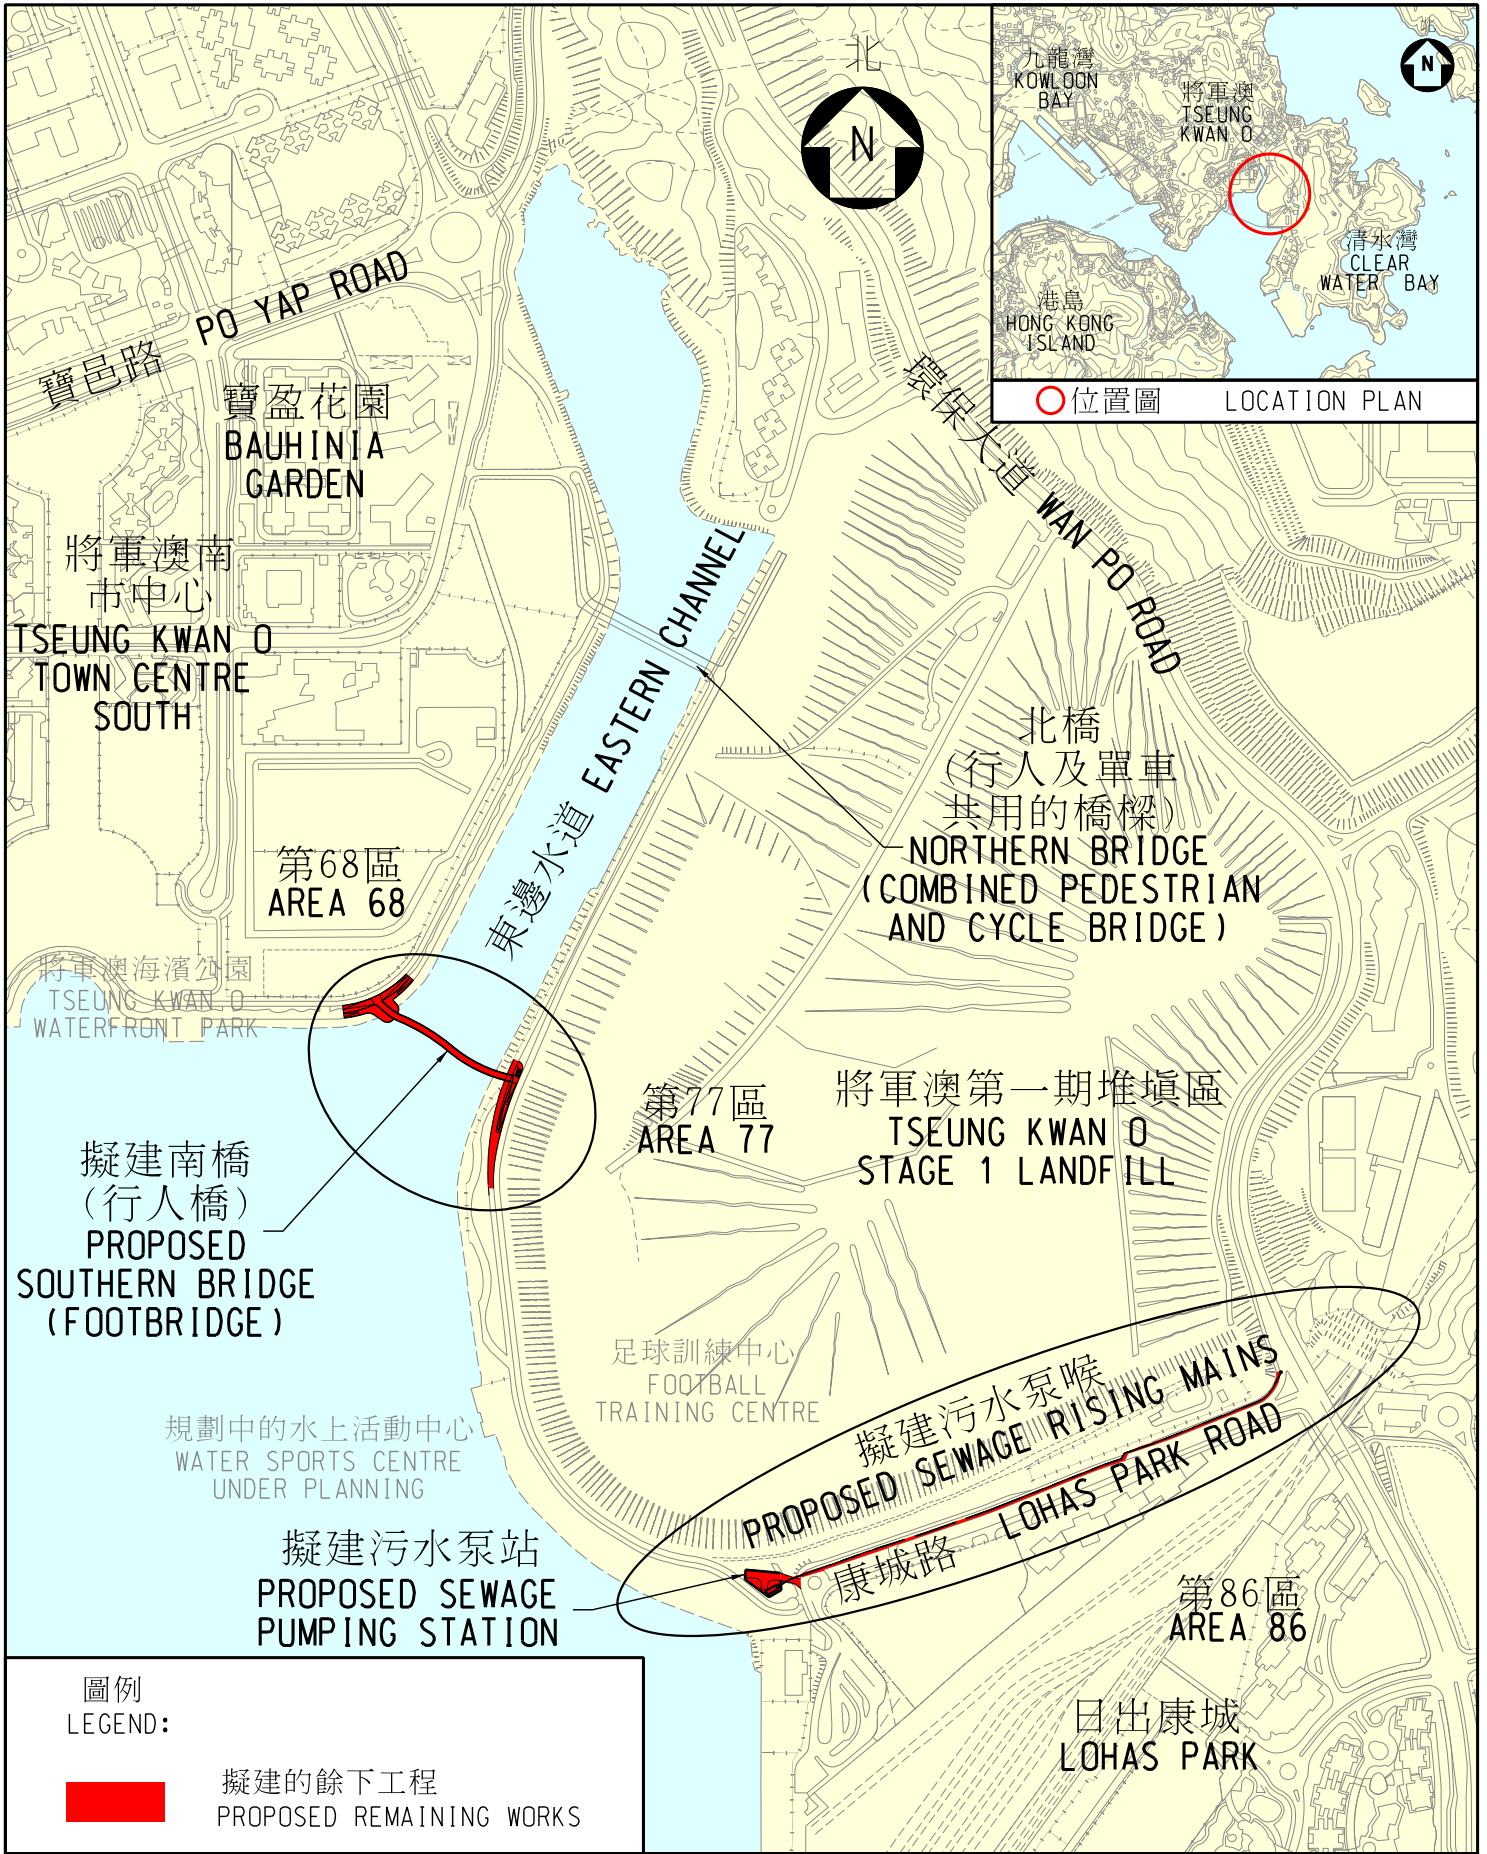 北
N
寶邑路 PO YAP ROAD
寶盈花園
BAUHINIA
GARDEN
將軍澳南
市中心
TSEUNG KWAN O
TOWN CENTRE
SOUTH
九龍灣
KOWLOON
BAY
將軍澳
TSEUNG
KWAN O
北
N
清水灣
CLEAR
WATER BAY
港島
HONG KONG
ISLAND
位置圖 LOCATION PLAN
環保大道 WAN PO ROAD
東邊水道 EASTERN CHANNEL
北橋
(行人及單車
共用的橋樑)
NORTHERN BRIDGE
(COMBINED PEDESTRIAN
AND CYCLE BRIDGE)
第68區
AREA 68
將軍澳海濱公園
TSEUNG KWAN O
WATERFRONT PARK
第77區
AREA 77
將軍澳第一期堆填區
TSEUNG KWAN O
STAGE 1 LANDFILL
擬建南橋
(行人橋)
PROPOSED
SOUTHERN BRIDGE
(FOOTBRIDGE)
足球訓練中心
FOOTBALL
TRAINING CENTRE
規劃中的水上活動中心
WATER SPORTS CENTRE
UNDER PLANNING
擬建污水泵喉
PROPOSED SEWAGE RISING MAINS
康城路 LOHAS PARK ROAD
擬建污水泵站
PROPOSED SEWAGE
PUMPING STATION
第86區
AREA 86
日出康城
LOHAS PARK
圖例
LEGEND:
擬建的餘下工程
PROPOSED REMAINING WORKS